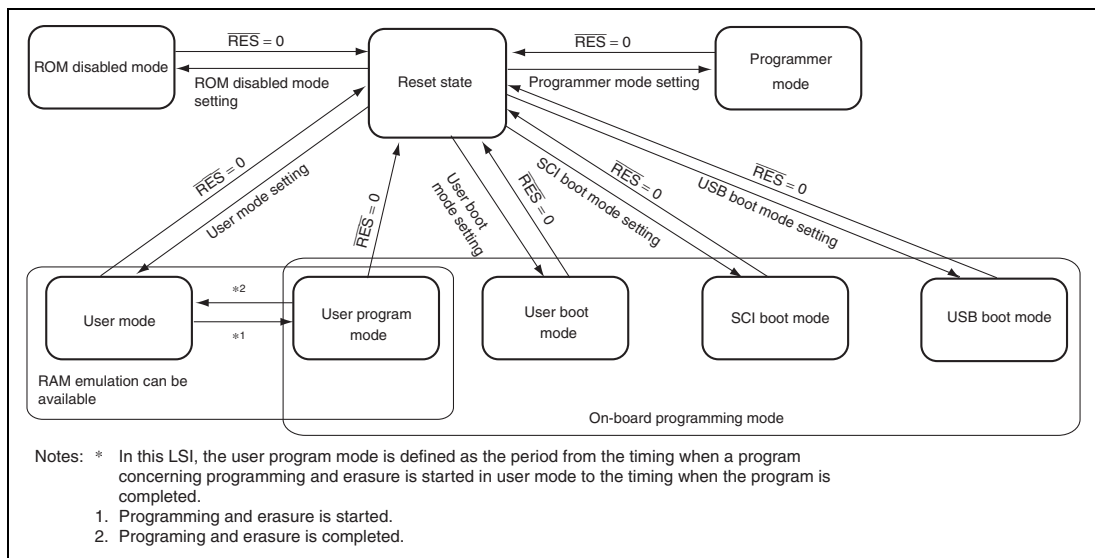 RES = 0
RES = 0
ROM disabled mode
ROM disabled mode
setting
Reset state
Programmer mode setting
Programmer
mode
RES = 0
User mode setting
RES = 0
User boot
mode setting
RES = 0
SCI boot mode setting
RES = 0
USB boot mode setting
RES = 0
*2
User mode
*1
User program
mode
User boot
mode
SCI boot mode
USB boot mode
RAM emulation can be
available
On-board programming mode
Notes: * In this LSI, the user program mode is defined as the period from the timing when a program
concerning programming and erasure is started in user mode to the timing when the program is
completed.
1. Programming and erasure is started.
2. Programing and erasure is completed.